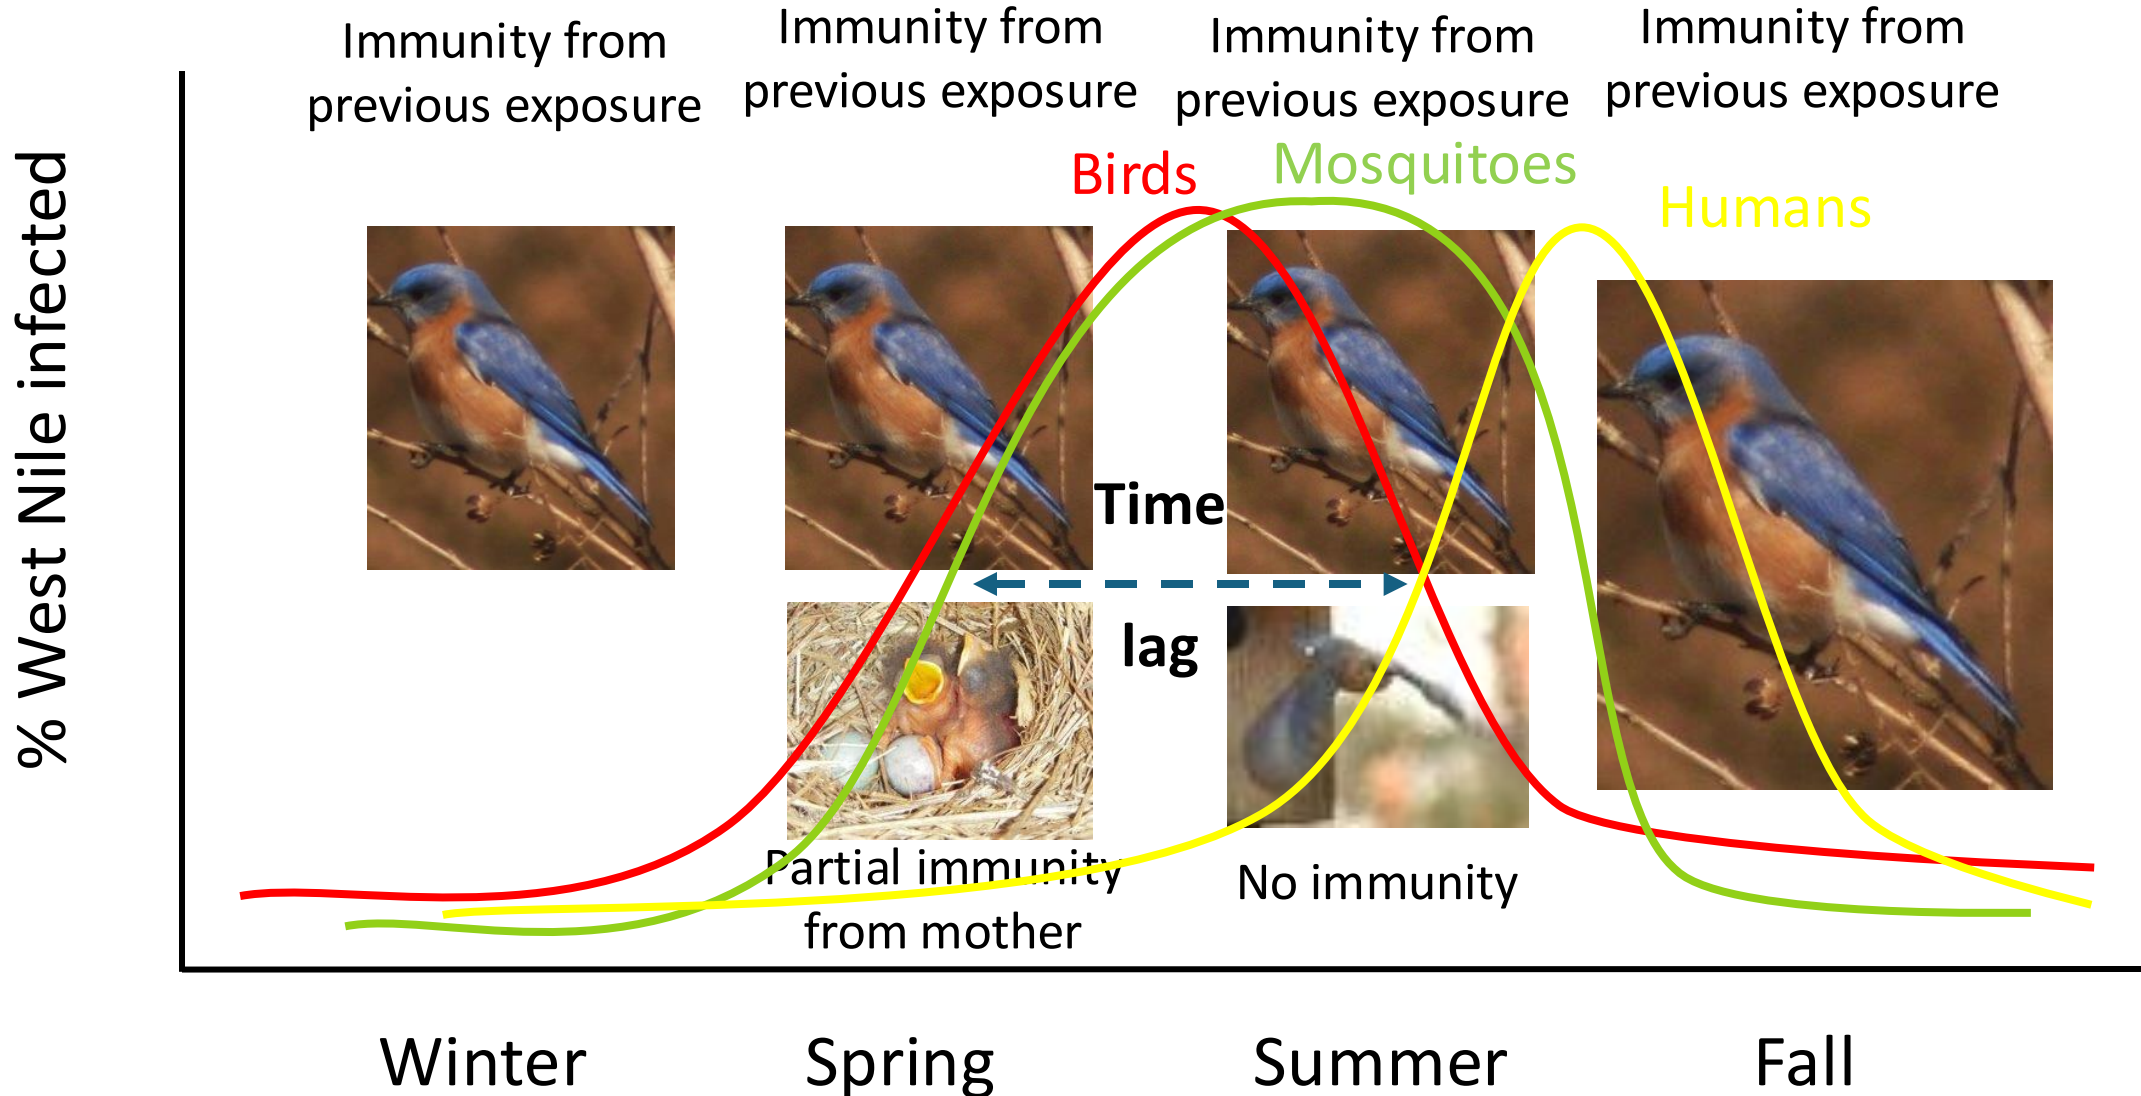 Immunity from
previous exposure
Immunity from
previous exposure
Immunity from
previous exposure
Immunity from
previous exposure
Birds
Mosquitoes
Humans
% West Nile infected
Time
lag
Partial immunity
from mother
No immunity
Winter
Spring
Summer
Fall